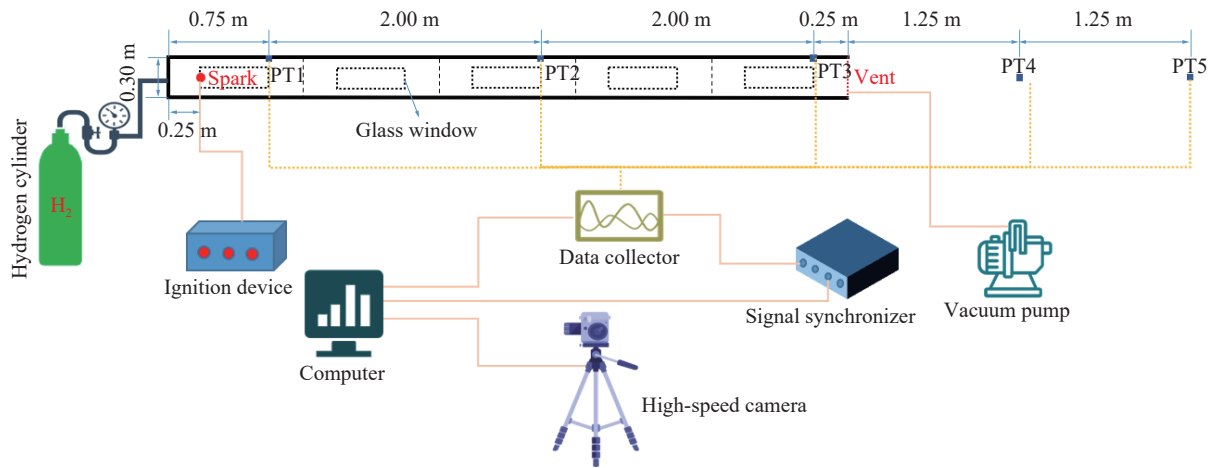 0.75 m
2.00 m
2.00 m
0.25 m
1.25 m
1.25 m
0.30 m
Spark
PT1
PT2
PT3
Vent
PT4
PT5
0.25 m
Glass window
Hydrogen cylinder
H2
Ignition device
Data collector
Signal synchronizer
Vacuum pump
Computer
High-speed camera